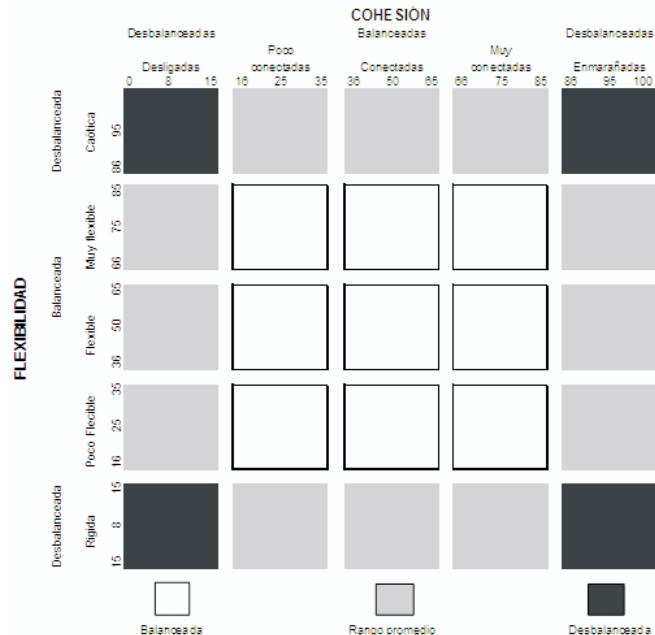 COHESIÓN
Desbalanceadas Balanceadas Desbalanceadas
Poco Muy
Desligadas conectadas Conectadas conectadas Enmarañadas
0 8 15 16 25 35 36 50 65 66 75 85 86 95 100
FLEXIBILIDAD
Desbalanceada
Caótica
86 95
Balanceada
Muy flexible
66 75 85
Flexible
36 50 65
Poco Flecible
16 25 35
Desbalanceada
Rígida
15 8 15
Balanceada Rango promedio Desbalanceada